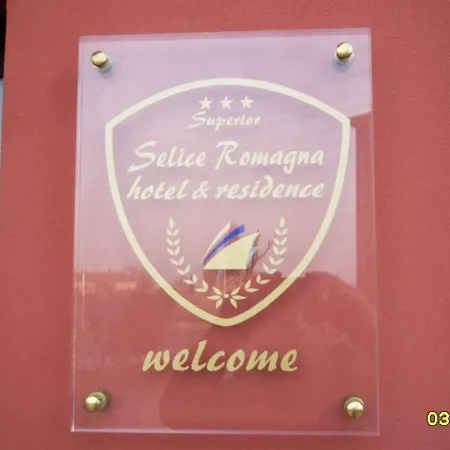 ★★★
Superior
Selice Romagna
hotel & residence
welcome
03